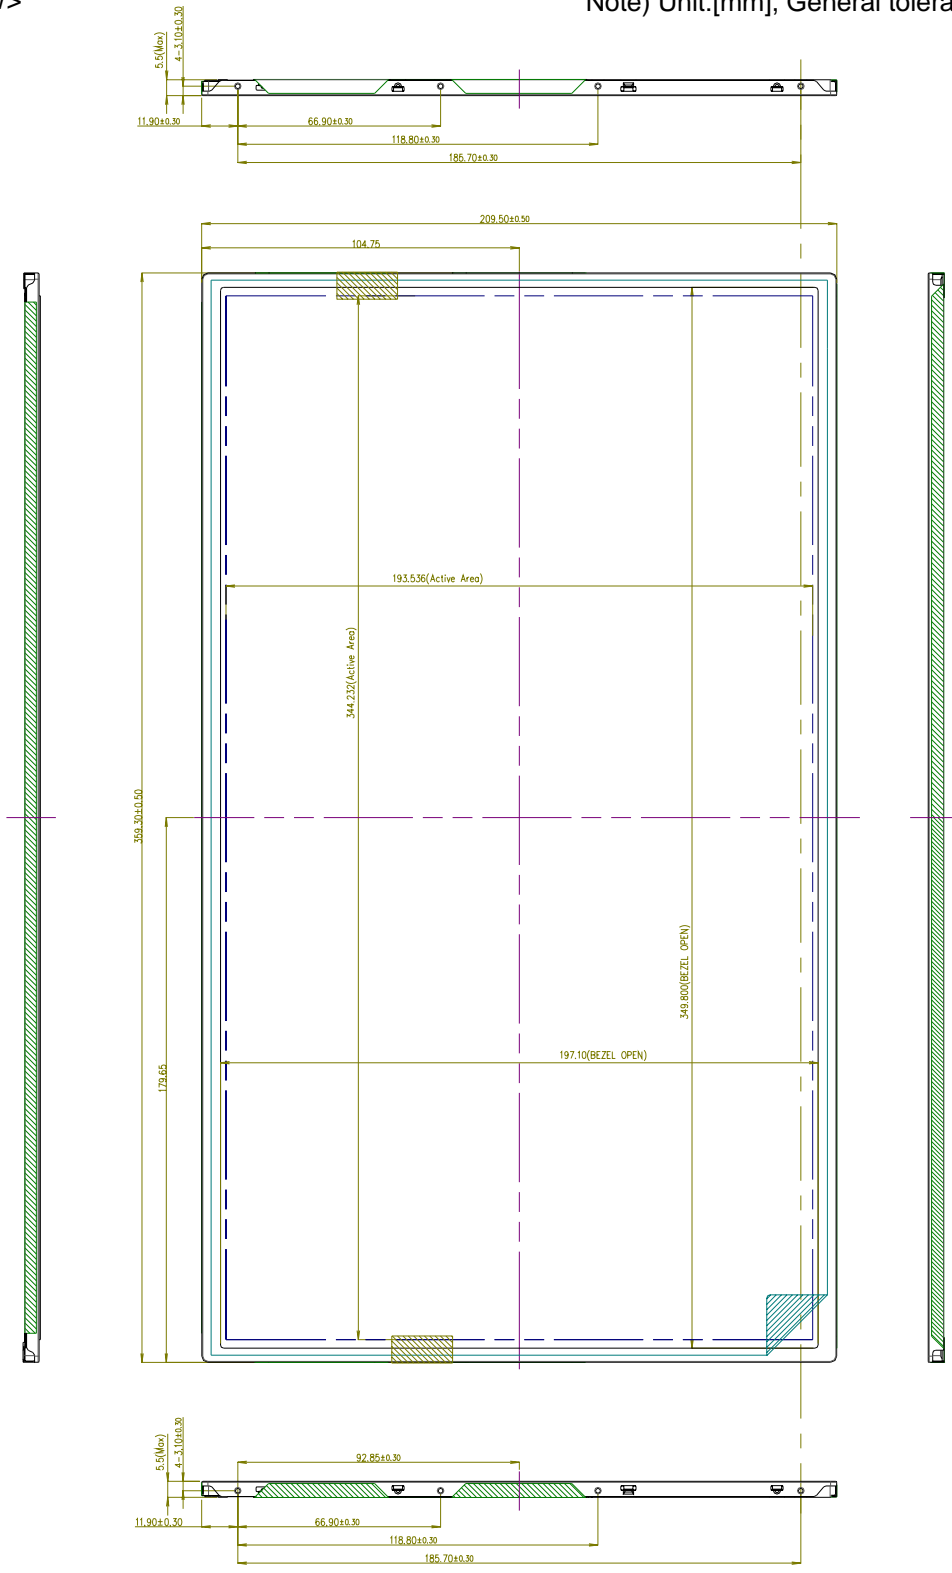 />
Note) Unit.[mm], General tolera
5.5(Max)
4-3.10±0.30
11.90±0.30
66.90±0.30
118.80±0.30
185.70±0.30
209.50±0.50
104.75
193.536(Active Area)
344.232(Active Area)
359.30±0.50
349.800(BEZEL OPEN)
197.10(BEZEL OPEN)
179.65
5.5(Max)
4-3.10±0.30
92.85±0.30
11.90±0.30
66.90±0.30
118.80±0.30
185.70±0.30